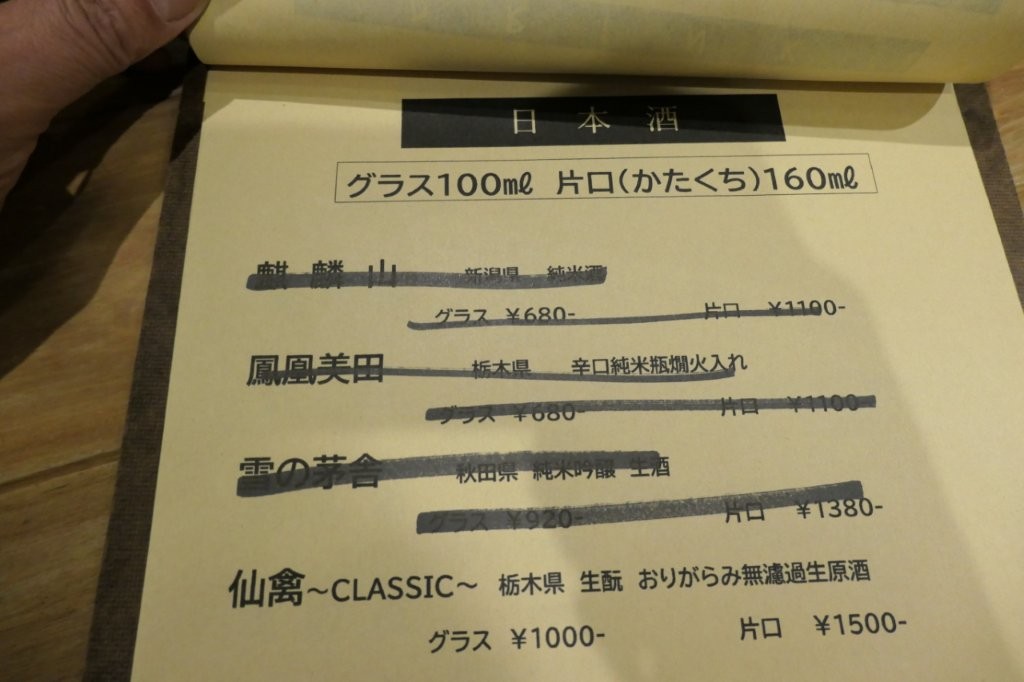 日本酒
グラス100㎖ 片口(かたくち)160㎖
麒麟山 新潟県 純米酒
グラス ¥680- 片口 ¥1100-
鳳凰美田 栃木県 辛口純米瓶燗火入れ
グラス ¥680- 片口 ¥1100
雪の茅舎 秋田県 純米吟醸 生酒
グラス ¥920- 片口 ¥1380-
仙禽～CLASSIC～ 栃木県 生酛 おりがらみ無濾過生原酒
グラス ¥1000- 片口 ¥1500-